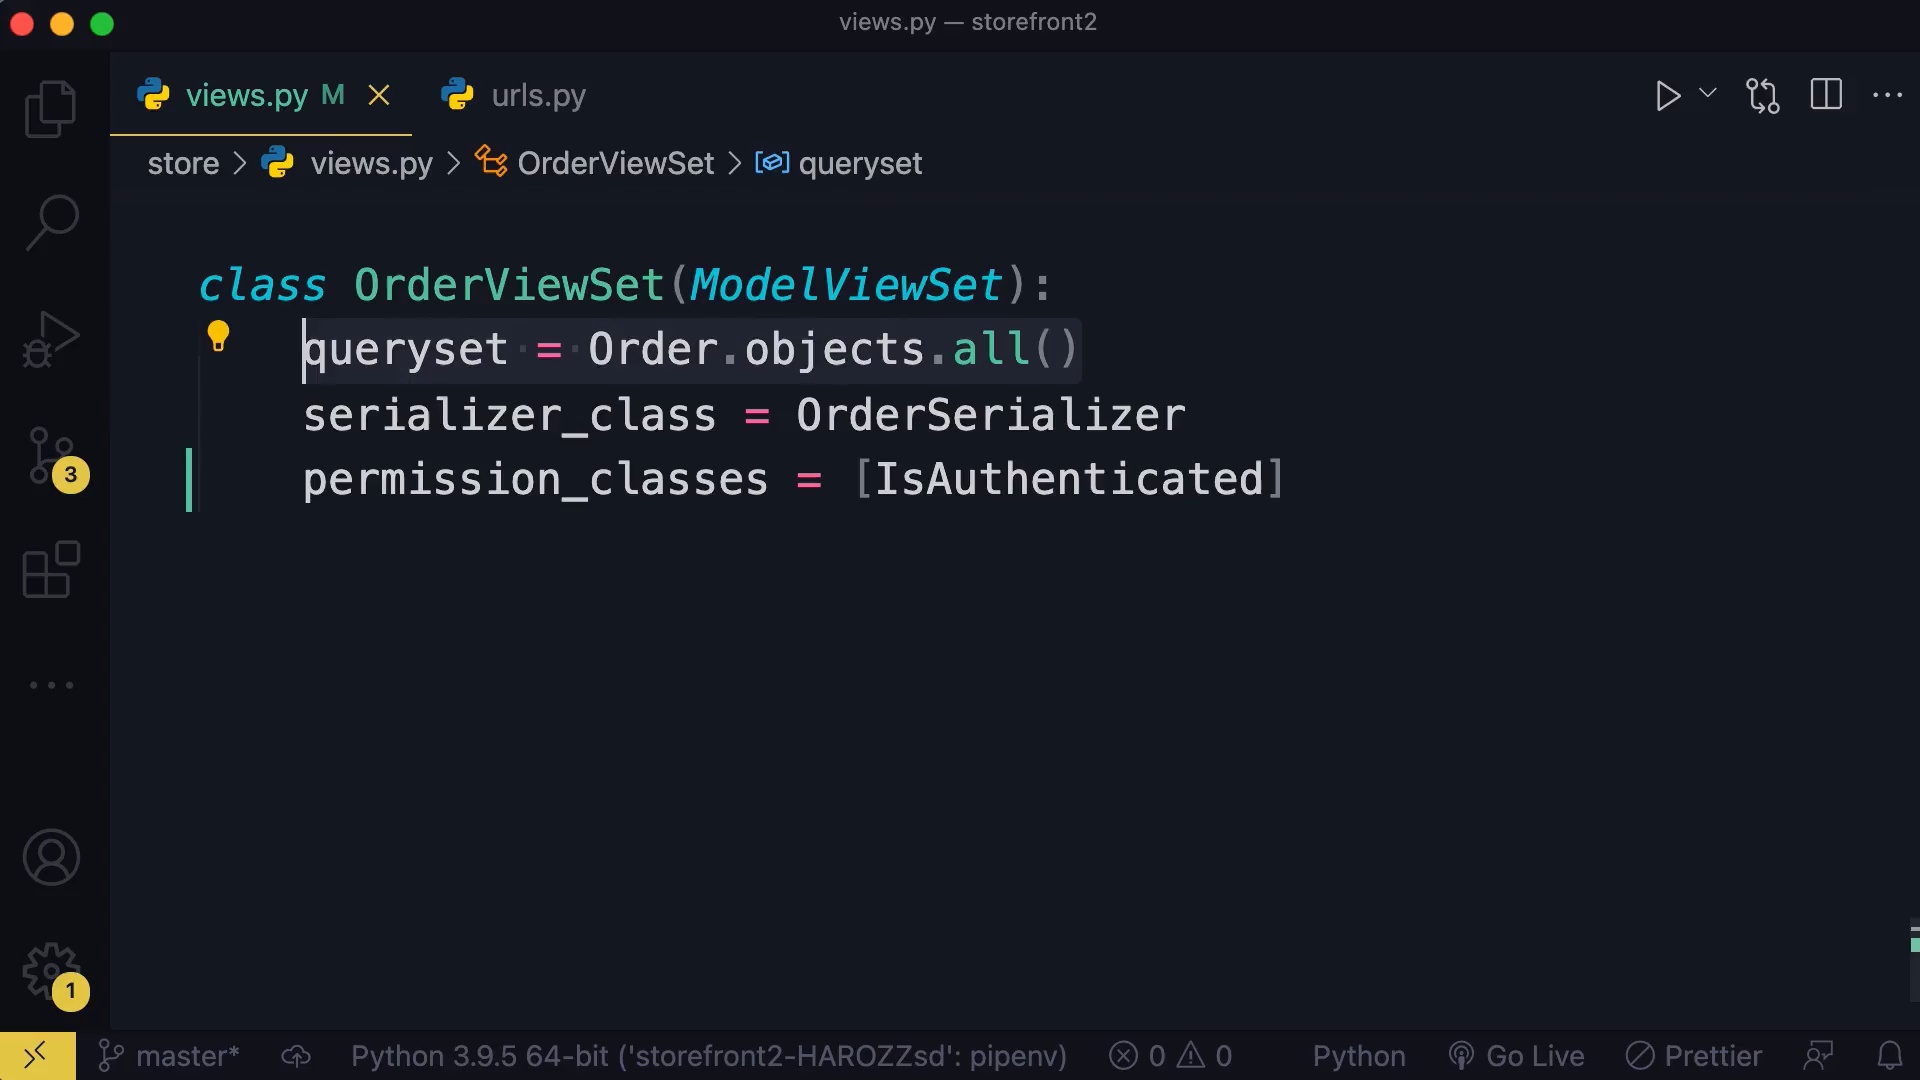 views.py — storefront2
views.py M urls.py
store > views.py > OrderViewSet > queryset
class OrderViewSet(ModelViewSet):
queryset = Order.objects.all()
serializer_class = OrderSerializer
permission_classes = [IsAuthenticated]
3
1
master* Python 3.9.5 64-bit ('storefront2-HAROZZsd': pipenv) 0 0 Python Go Live Prettier